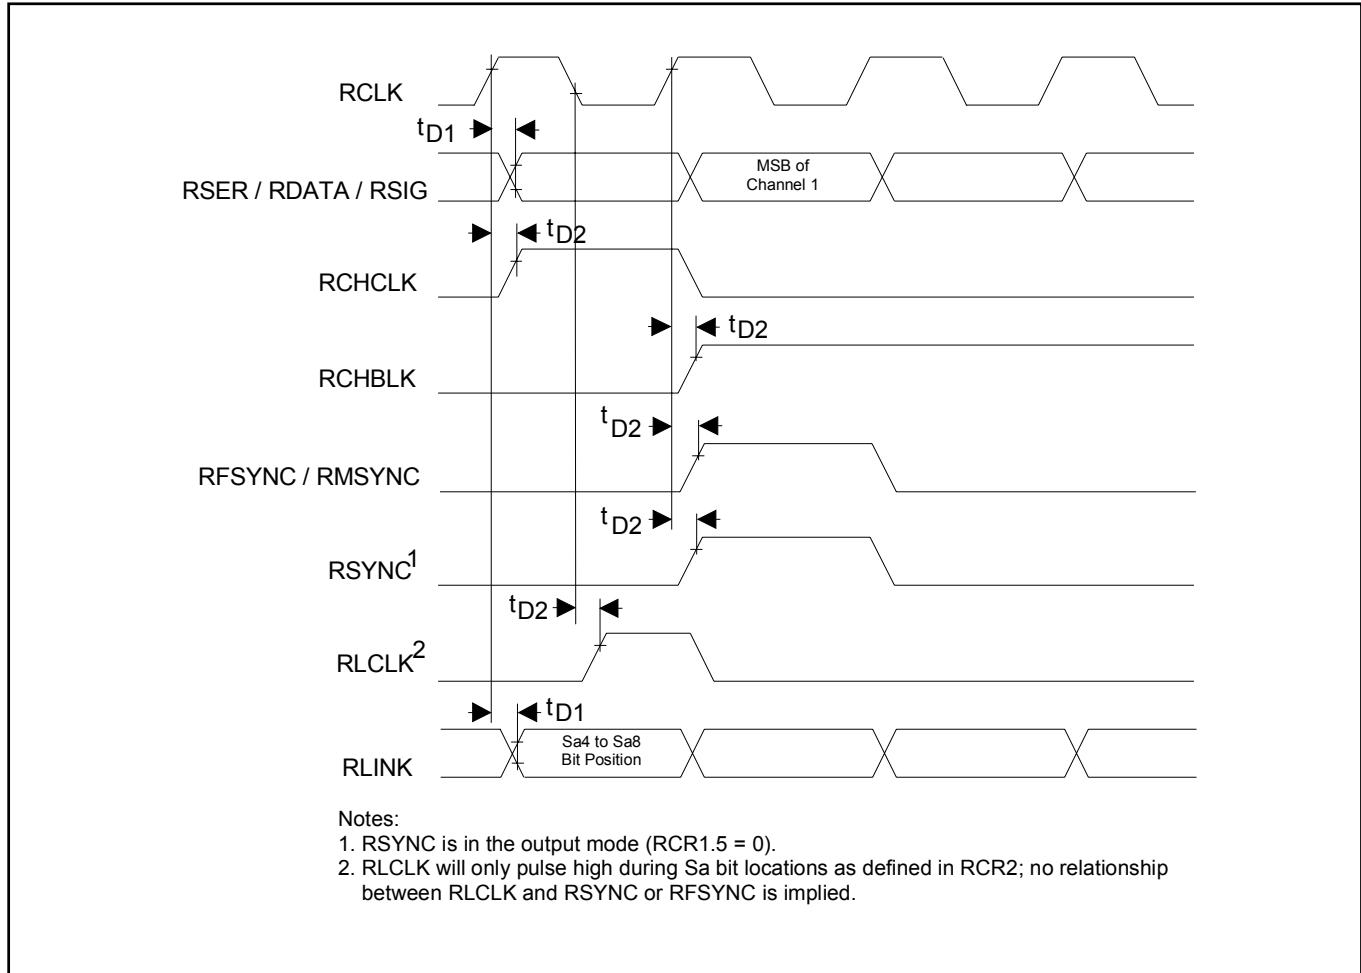 RCLK
tD1
RSER / RDATA / RSIG
MSB of
Channel 1
tD2
RCHCLK
tD2
RCHBLK
tD2
RFSYNC / RMSYNC
tD2
RSYNC1
tD2
RLCLK2
tD1
RLINK
Sa4 to Sa8
Bit Position
Notes:
1. RSYNC is in the output mode (RCR1.5 = 0).
2. RLCLK will only pulse high during Sa bit locations as defined in RCR2; no relationship
between RLCLK and RSYNC or RFSYNC is implied.